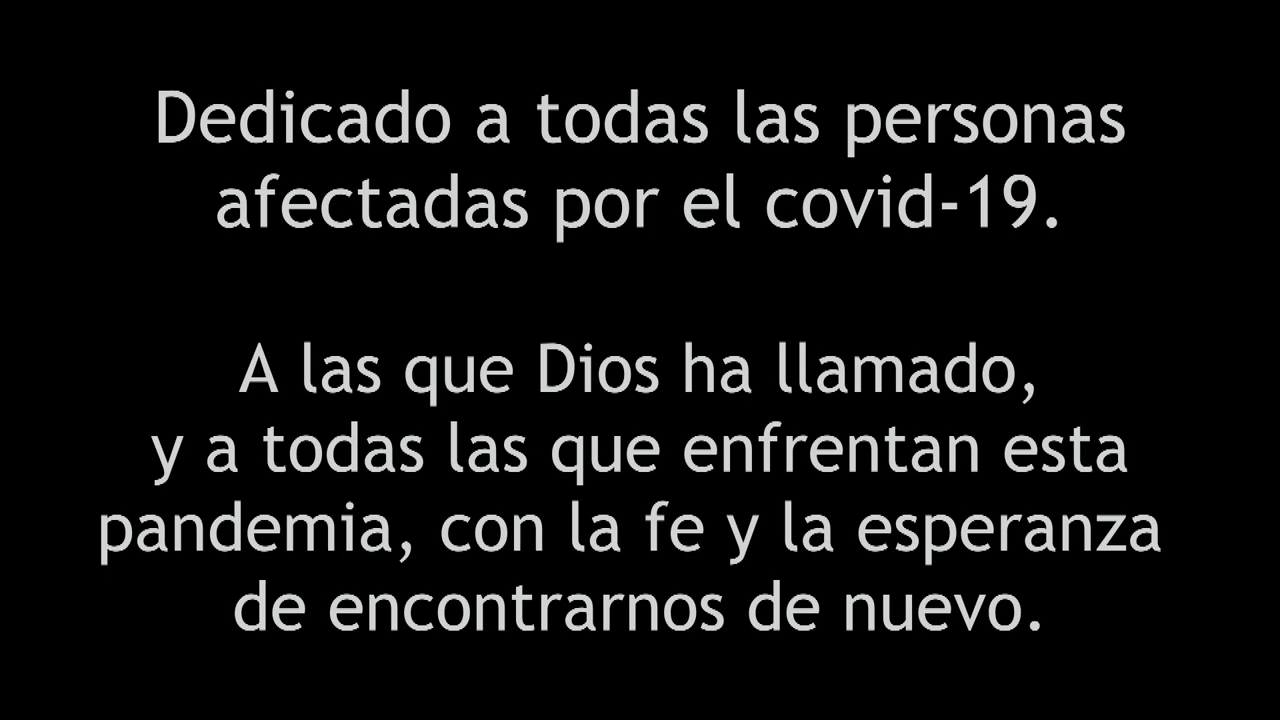 Dedicado a todas las personas
afectadas por el covid-19.
A las que Dios ha llamado,
y a todas las que enfrentan esta
pandemia, con la fe y la esperanza
de encontrarnos de nuevo.